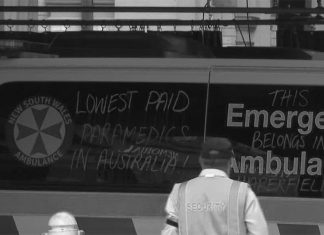 NEW SOUTH WALES
AMBULANCE
LOWEST PAID
PARAMEDICS
IN AUSTRALIA!
THIS
Emerge
BELONGS IN
Ambula
SECURITY